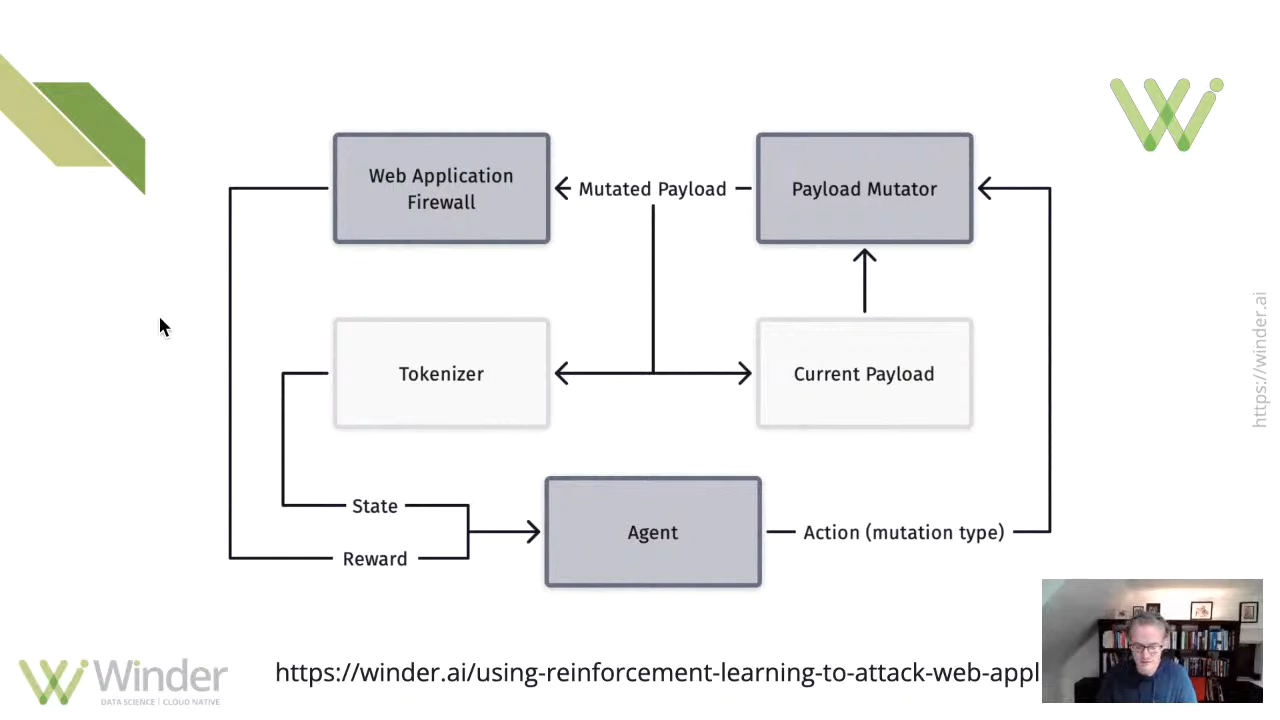 Web Application
Firewall
Mutated Payload
Payload Mutator
Tokenizer
Current Payload
State
Reward
Agent
Action (mutation type)
https://winder.ai
Winder
DATA SCIENCE | CLOUD NATIVE
https://winder.ai/using-reinforcement-learning-to-attack-web-appl